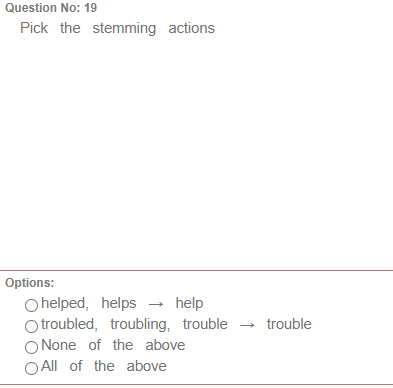 Question No: 19
Pick the stemming actions
Options:
helped, helps → help
troubled, troubling, trouble → trouble
None of the above
All of the above